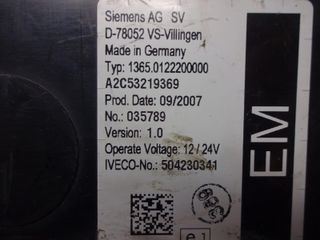 Siemens AG SV
D-78052 VS-Villingen
Made in Germany
Typ: 1365.0122200000
A2C53219369
Prod. Date: 09/2007
No.: 035789
Version: 1.0
Operate Voltage: 12 / 24V
IVECO-No.: 504230341
EM
e1